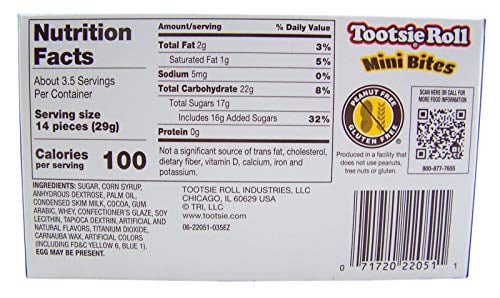 Nutrition
Facts
About 3.5 Servings
Per Container
Serving size
14 pieces (29g)
Calories
per serving 100
Amount/serving % Daily Value
Total Fat 2g 3%
Saturated Fat 1g 5%
Sodium 5mg 0%
Total Carbohydrate 22g 8%
Total Sugars 17g
Includes 16g Added Sugars 32%
Protein 0g
Not a significant source of trans fat, cholesterol,
dietary fiber, vitamin D, calcium, iron and
potassium.
INGREDIENTS: SUGAR, CORN SYRUP,
ANHYDROUS DEXTROSE, PALM OIL,
CONDENSED SKIM MILK, COCOA, GUM
ARABIC, WHEY, CONFECTIONER'S GLAZE, SOY
LECITHIN, TAPIOCA DEXTRIN, ARTIFICIAL AND
NATURAL FLAVORS, TITANIUM DIOXIDE,
CARNAUBA WAX, ARTIFICIAL COLORS
(INCLUDING FD&C YELLOW 6, BLUE 1).
EGG MAY BE PRESENT.
TOOTSIE ROLL INDUSTRIES, LLC
CHICAGO, IL 60629 USA
© TRI, LLC
www.tootsie.com
06-22051-035EZ
Tootsie Roll
Mini Bites
PEANUT FREE
GLUTEN FREE
Produced in a facility that
does not use peanuts,
tree nuts or gluten.
SCAN HERE OR CALL FOR
MORE FOOD INFORMATION
800-877-7655
0 71720 22051 1